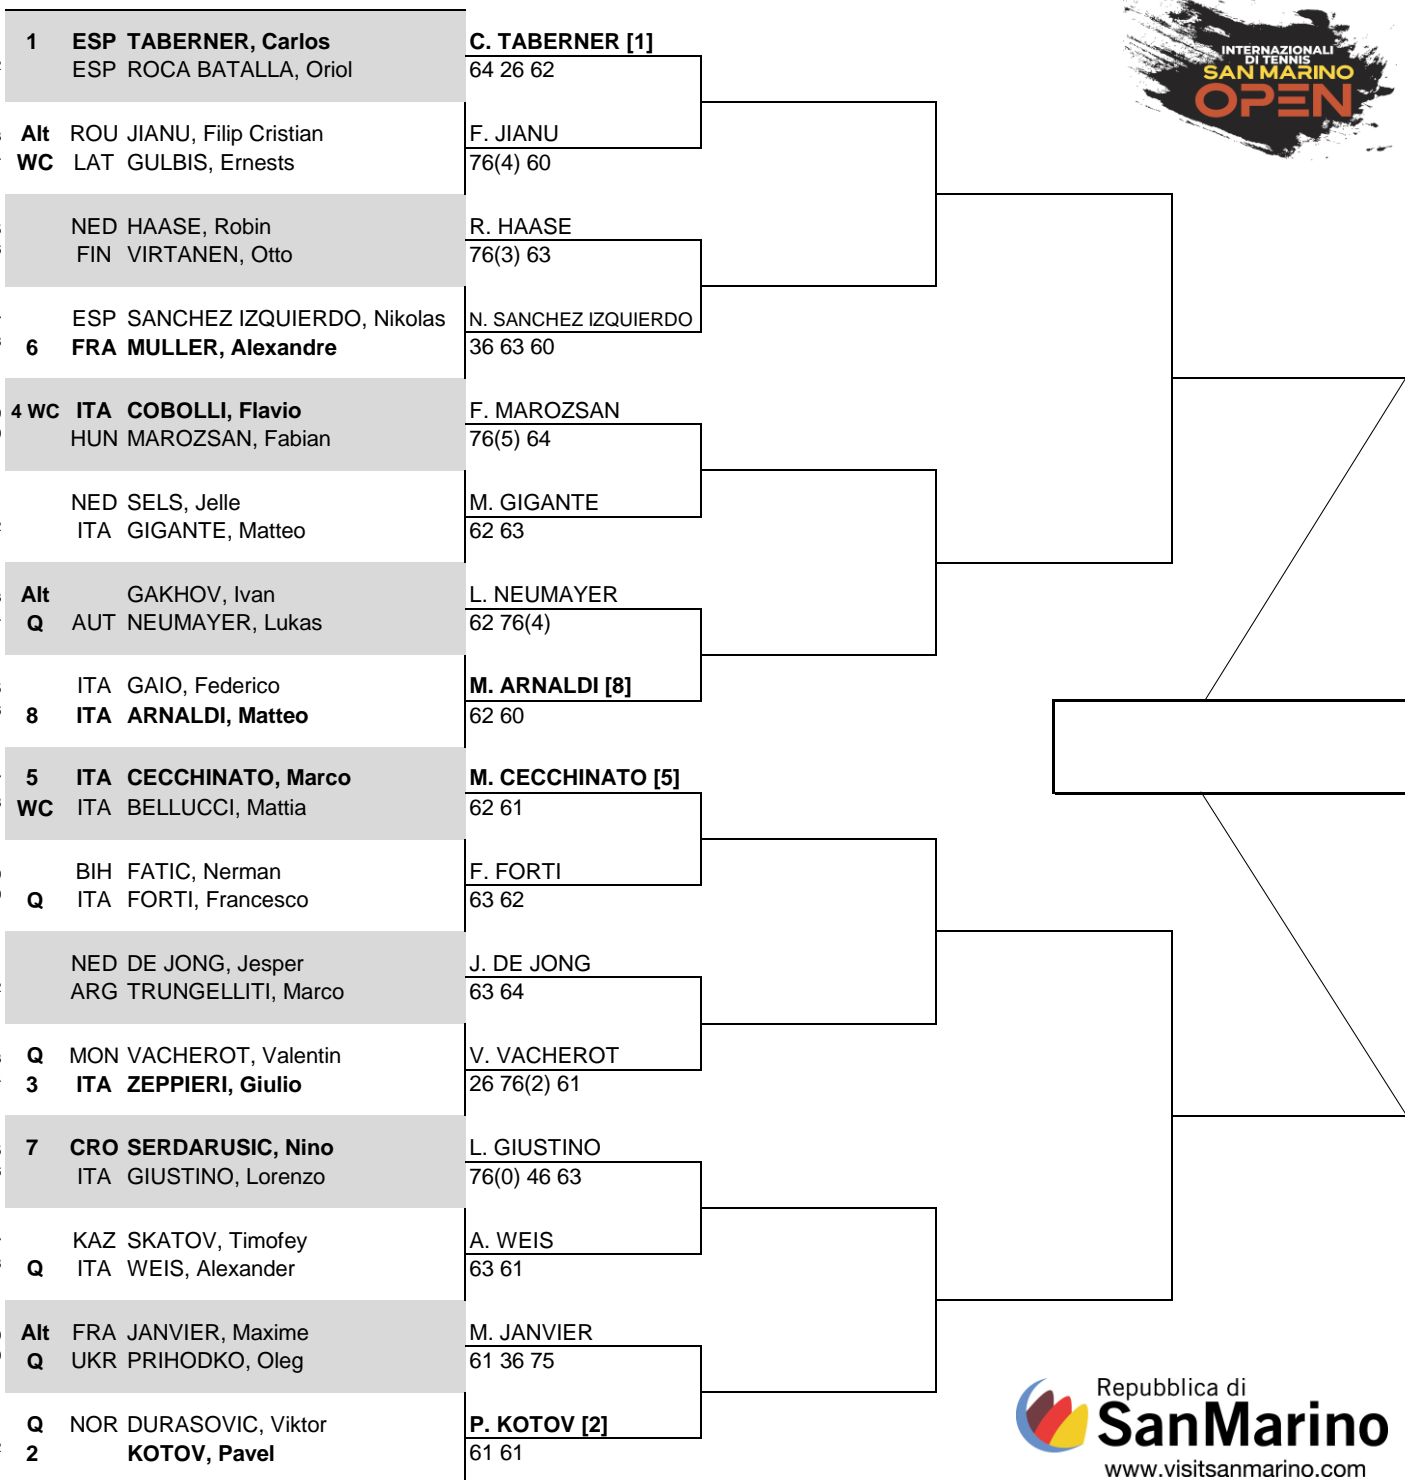 INTERNAZIONALI
DI TENNIS
SAN MARINO
OPEN
1 ESP TABERNER, Carlos C. TABERNER [1]
ESP ROCA BATALLA, Oriol 64 26 62
Alt ROU JIANU, Filip Cristian F. JIANU
WC LAT GULBIS, Ernests 76(4) 60
NED HAASE, Robin R. HAASE
FIN VIRTANEN, Otto 76(3) 63
ESP SANCHEZ IZQUIERDO, Nikolas N. SANCHEZ IZQUIERDO
6 FRA MULLER, Alexandre 36 63 60
4 WC ITA COBOLLI, Flavio F. MAROZSAN
HUN MAROZSAN, Fabian 76(5) 64
NED SELS, Jelle M. GIGANTE
ITA GIGANTE, Matteo 62 63
Alt GAKHOV, Ivan L. NEUMAYER
Q AUT NEUMAYER, Lukas 62 76(4)
ITA GAIO, Federico M. ARNALDI [8]
8 ITA ARNALDI, Matteo 62 60
5 ITA CECCHINATO, Marco M. CECCHINATO [5]
WC ITA BELLUCCI, Mattia 62 61
BIH FATIC, Nerman F. FORTI
Q ITA FORTI, Francesco 63 62
NED DE JONG, Jesper J. DE JONG
ARG TRUNGELLITI, Marco 63 64
Q MON VACHEROT, Valentin V. VACHEROT
3 ITA ZEPPIERI, Giulio 26 76(2) 61
7 CRO SERDARUSIC, Nino L. GIUSTINO
ITA GIUSTINO, Lorenzo 76(0) 46 63
KAZ SKATOV, Timofey A. WEIS
Q ITA WEIS, Alexander 63 61
Alt FRA JANVIER, Maxime M. JANVIER
Q UKR PRIHODKO, Oleg 61 36 75
Q NOR DURASOVIC, Viktor P. KOTOV [2]
2 KOTOV, Pavel 61 61
Repubblica di
SanMarino
www.visitsanmarino.com